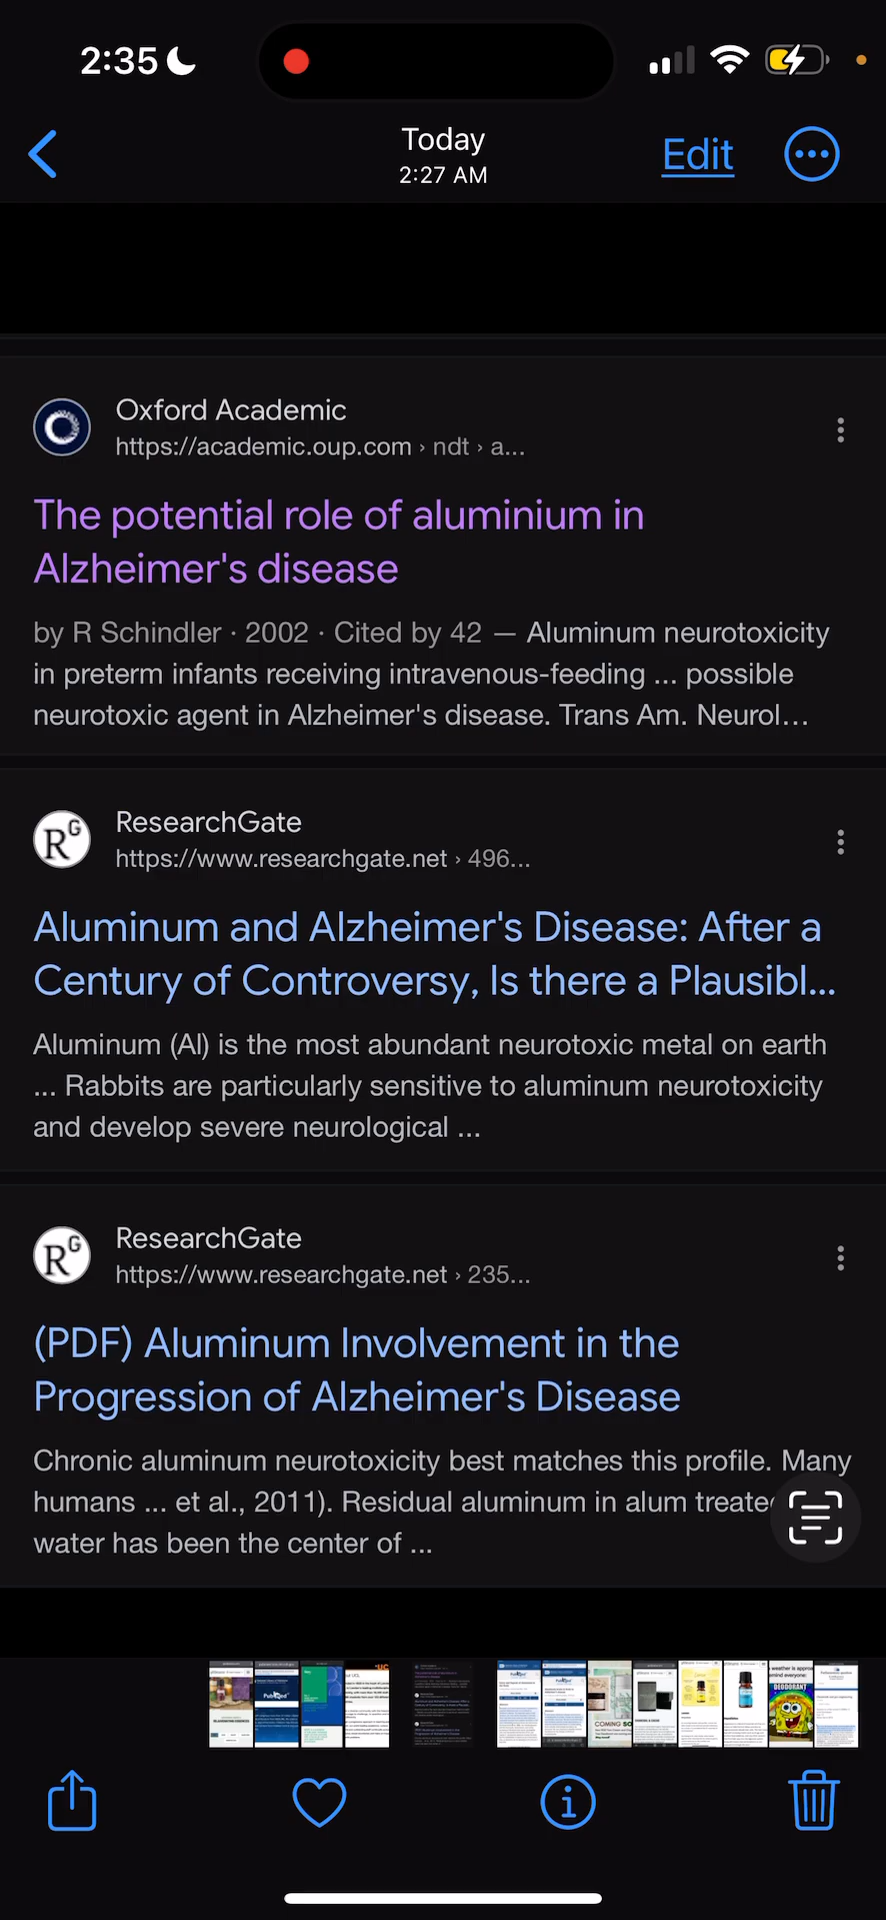 2:35
Today
2:27 AM
Edit
Oxford Academic
https://academic.oup.com › ndt › a...
The potential role of aluminium in
Alzheimer's disease
by R Schindler · 2002 · Cited by 42 — Aluminum neurotoxicity
in preterm infants receiving intravenous-feeding ... possible
neurotoxic agent in Alzheimer's disease. Trans Am. Neurol...
ResearchGate
https://www.researchgate.net › 496...
Aluminum and Alzheimer's Disease: After a
Century of Controversy, Is there a Plausibl...
Aluminum (Al) is the most abundant neurotoxic metal on earth
... Rabbits are particularly sensitive to aluminum neurotoxicity
and develop severe neurological ...
ResearchGate
https://www.researchgate.net › 235...
(PDF) Aluminum Involvement in the
Progression of Alzheimer's Disease
Chronic aluminum neurotoxicity best matches this profile. Many
humans ... et al., 2011). Residual aluminum in alum treated
water has been the center of ...
PubMed
COMING SO
DEODORANT